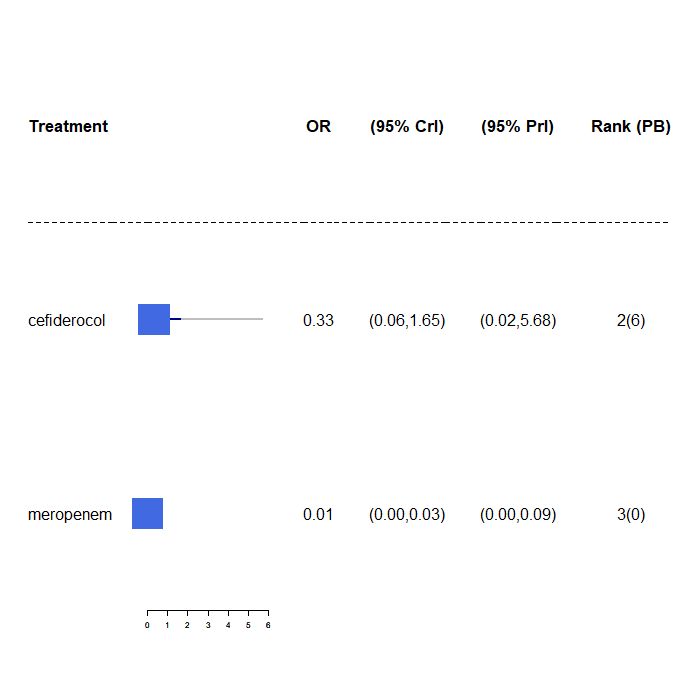 Treatment OR (95% CrI) (95% PrI) Rank (PB)
cefiderocol 0.33 (0.06,1.65) (0.02,5.68) 2(6)
meropenem 0.01 (0.00,0.03) (0.00,0.09) 3(0)
0 1 2 3 4 5 6